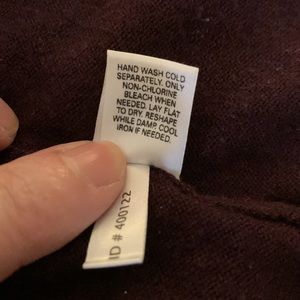 HAND WASH COLD
SEPARATELY. ONLY
NON-CHLORINE
BLEACH WHEN
NEEDED. LAY FLAT
TO DRY. RESHAPE
WHILE DAMP. COOL
IRON IF NEEDED.
ID # 400122